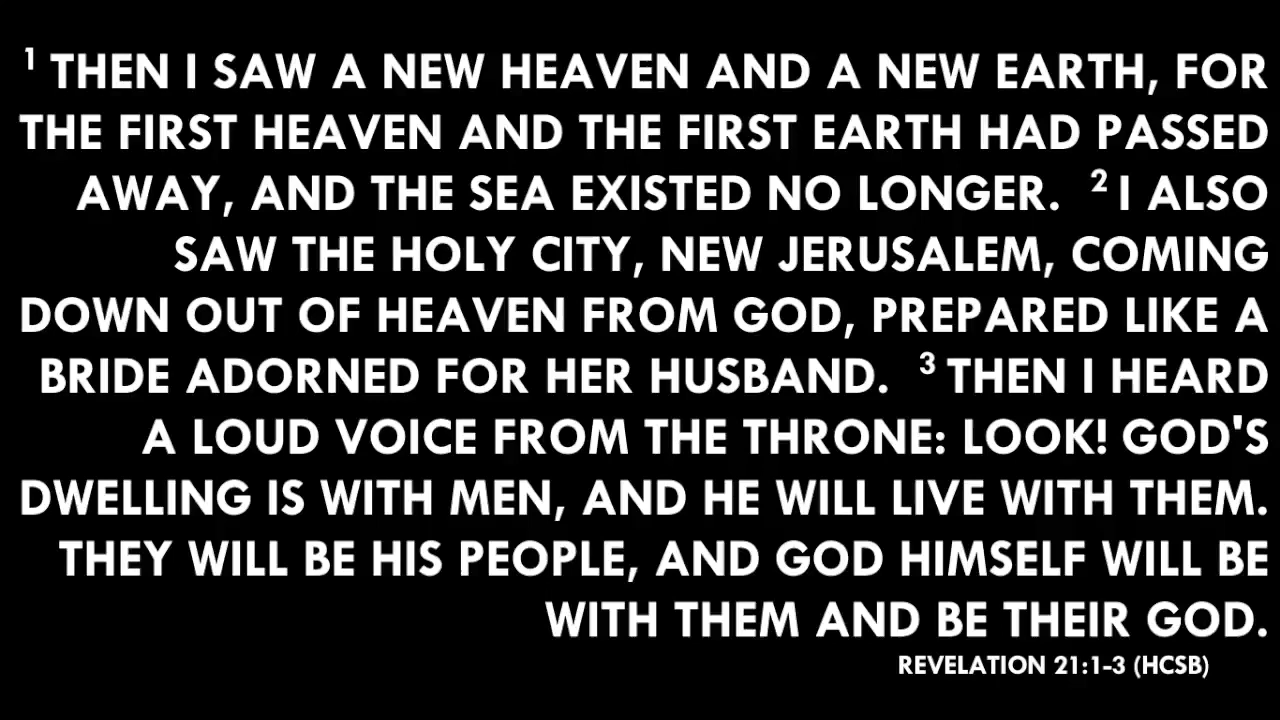 1 THEN I SAW A NEW HEAVEN AND A NEW EARTH, FOR
THE FIRST HEAVEN AND THE FIRST EARTH HAD PASSED
AWAY, AND THE SEA EXISTED NO LONGER. 2 I ALSO
SAW THE HOLY CITY, NEW JERUSALEM, COMING
DOWN OUT OF HEAVEN FROM GOD, PREPARED LIKE A
BRIDE ADORNED FOR HER HUSBAND. 3 THEN I HEARD
A LOUD VOICE FROM THE THRONE: LOOK! GOD'S
DWELLING IS WITH MEN, AND HE WILL LIVE WITH THEM.
THEY WILL BE HIS PEOPLE, AND GOD HIMSELF WILL BE
WITH THEM AND BE THEIR GOD.
REVELATION 21:1-3 (HCSB)